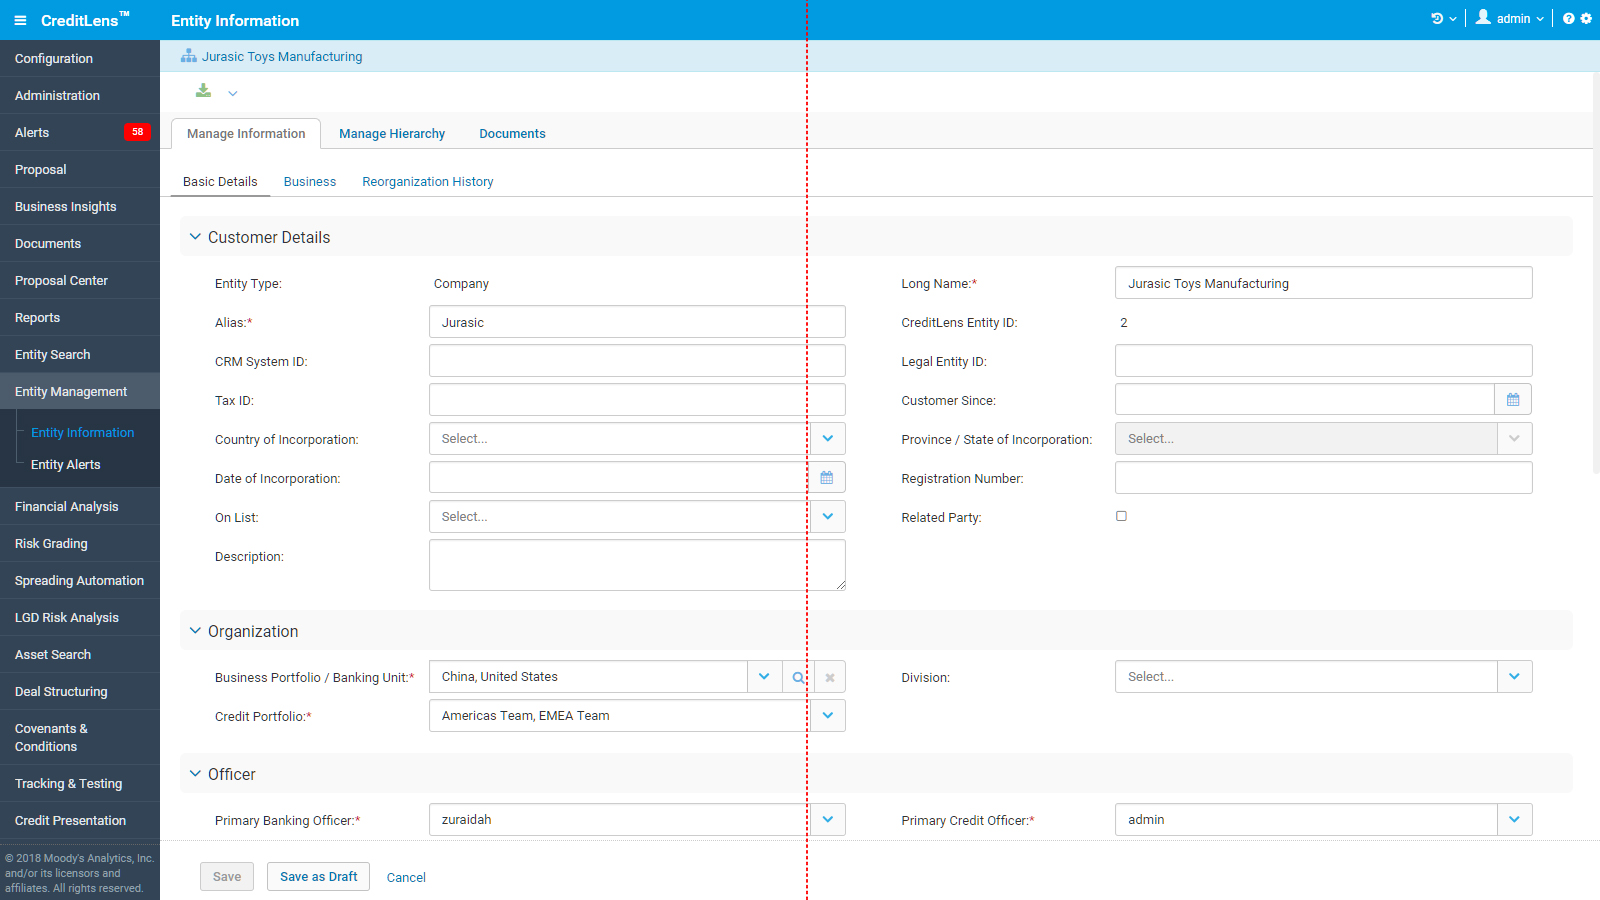 CreditLens™
Entity Information
admin
Configuration
Administration
Alerts
58
Proposal
Business Insights
Documents
Proposal Center
Reports
Entity Search
Entity Management
Entity Information
Entity Alerts
Financial Analysis
Risk Grading
Spreading Automation
LGD Risk Analysis
Asset Search
Deal Structuring
Covenants &
Conditions
Tracking & Testing
Credit Presentation
© 2018 Moody's Analytics, Inc.
and/or its licensors and
affiliates. All rights reserved.
Jurasic Toys Manufacturing
Manage Information Manage Hierarchy Documents
Basic Details Business Reorganization History
Customer Details
Entity Type: Company Long Name:* Jurasic Toys Manufacturing
Alias:* Jurasic CreditLens Entity ID: 2
CRM System ID: Legal Entity ID:
Tax ID: Customer Since:
Country of Incorporation: Select... Province / State of Incorporation: Select...
Date of Incorporation: Registration Number:
On List: Select... Related Party:
Description:
Organization
Business Portfolio / Banking Unit:* China, United States Division: Select...
Credit Portfolio:* Americas Team, EMEA Team
Officer
Primary Banking Officer:* zuraidah Primary Credit Officer:* admin
Save Save as Draft Cancel